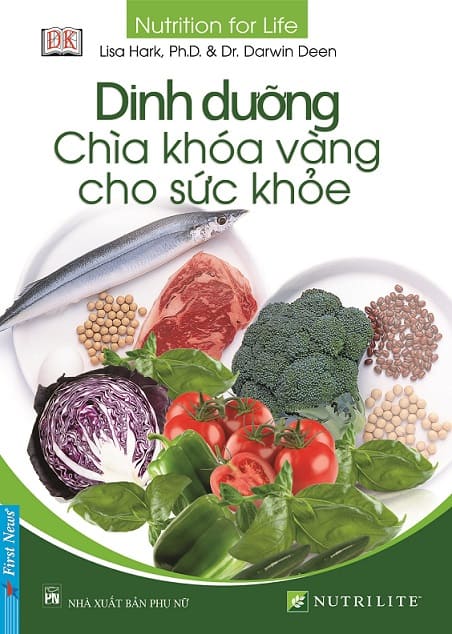 Nutrition for Life
DK
Lisa Hark, Ph.D. & Dr. Darwin Deen
Dinh dưỡng
Chìa khóa vàng
cho sức khỏe
First News
PN
NHÀ XUẤT BẢN PHỤ NỮ
NUTRILITE™